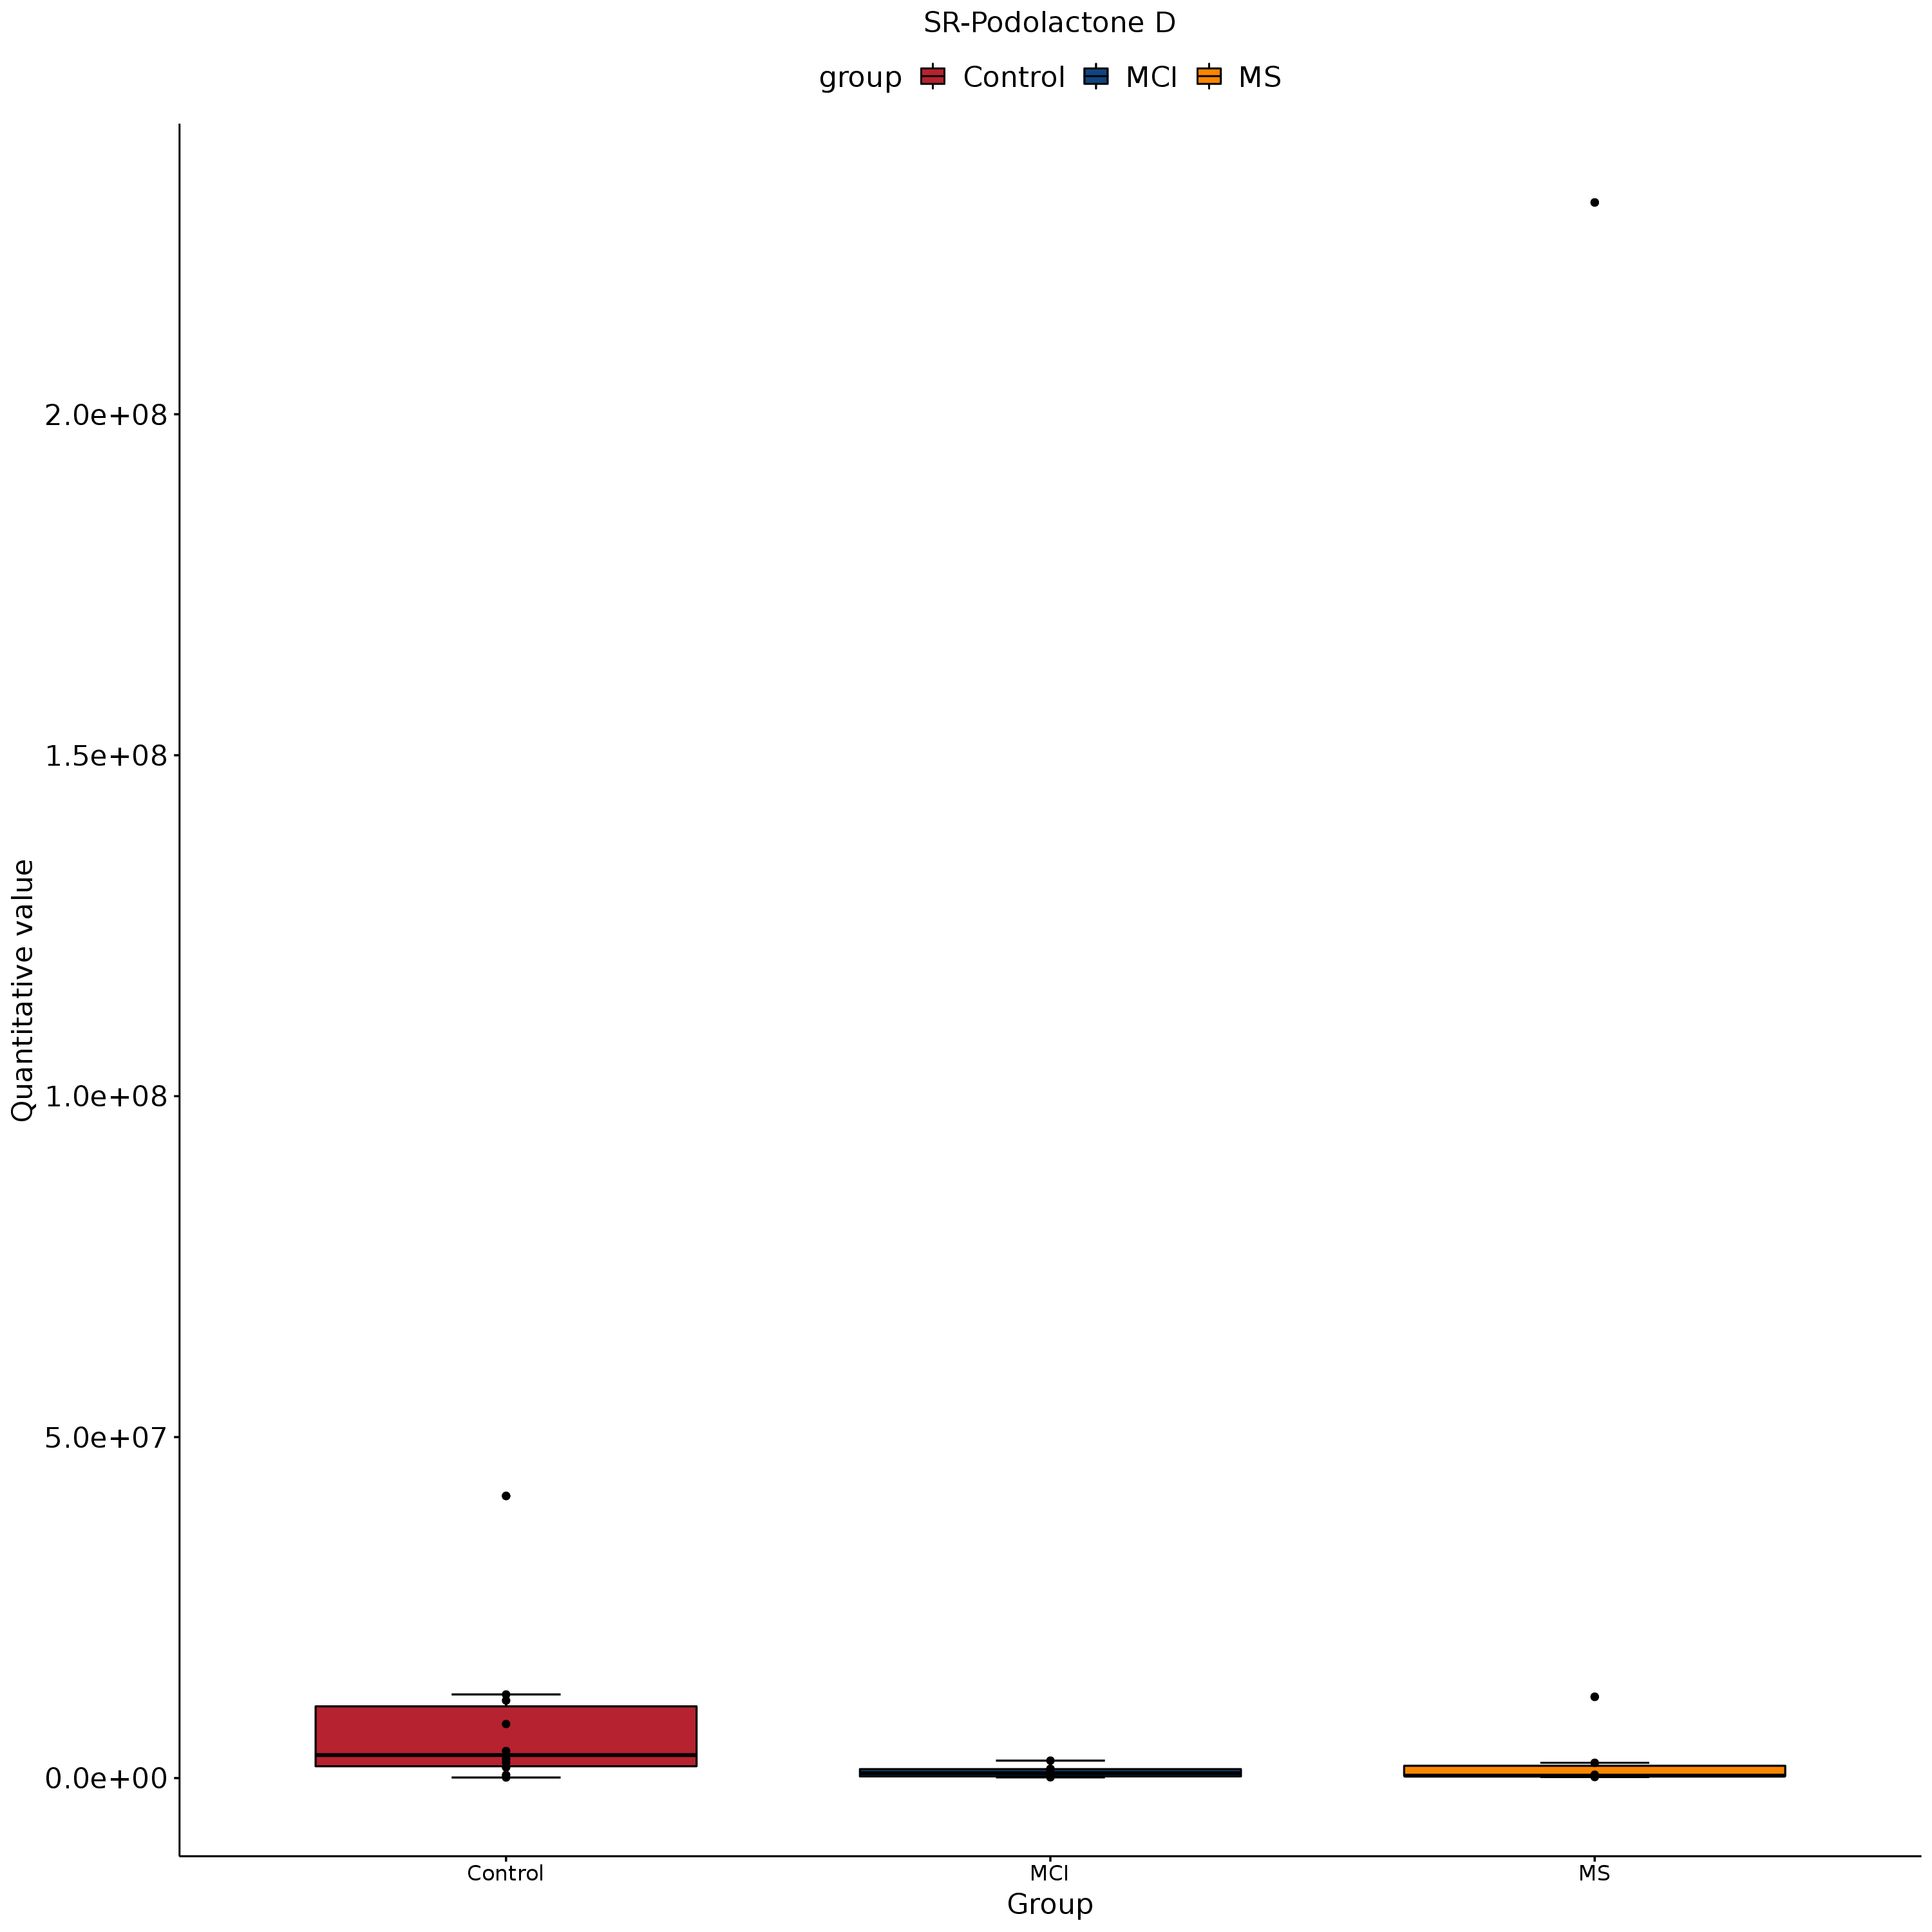 SR-Podolactone D
group Control MCI MS
Quantitative value
2.0e+08
1.5e+08
1.0e+08
5.0e+07
0.0e+00
Control MCI MS
Group